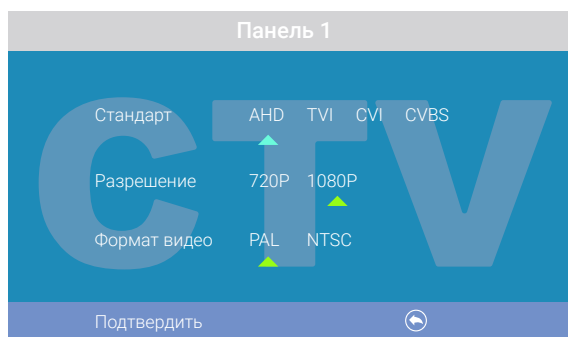 Панель 1
CTV
Стандарт AHD TVI CVI CVBS
Разрешение 720P 1080P
Формат видео PAL NTSC
Подтвердить